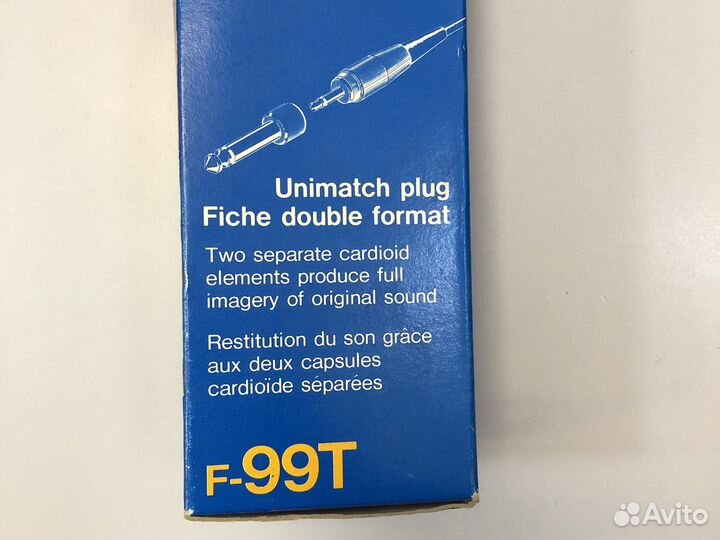 Unimatch plug
Fiche double format
Two separate cardioid
elements produce full
imagery of original sound
Restitution du son grâce
aux deux capsules
cardioïde séparées
F-99T
Avito